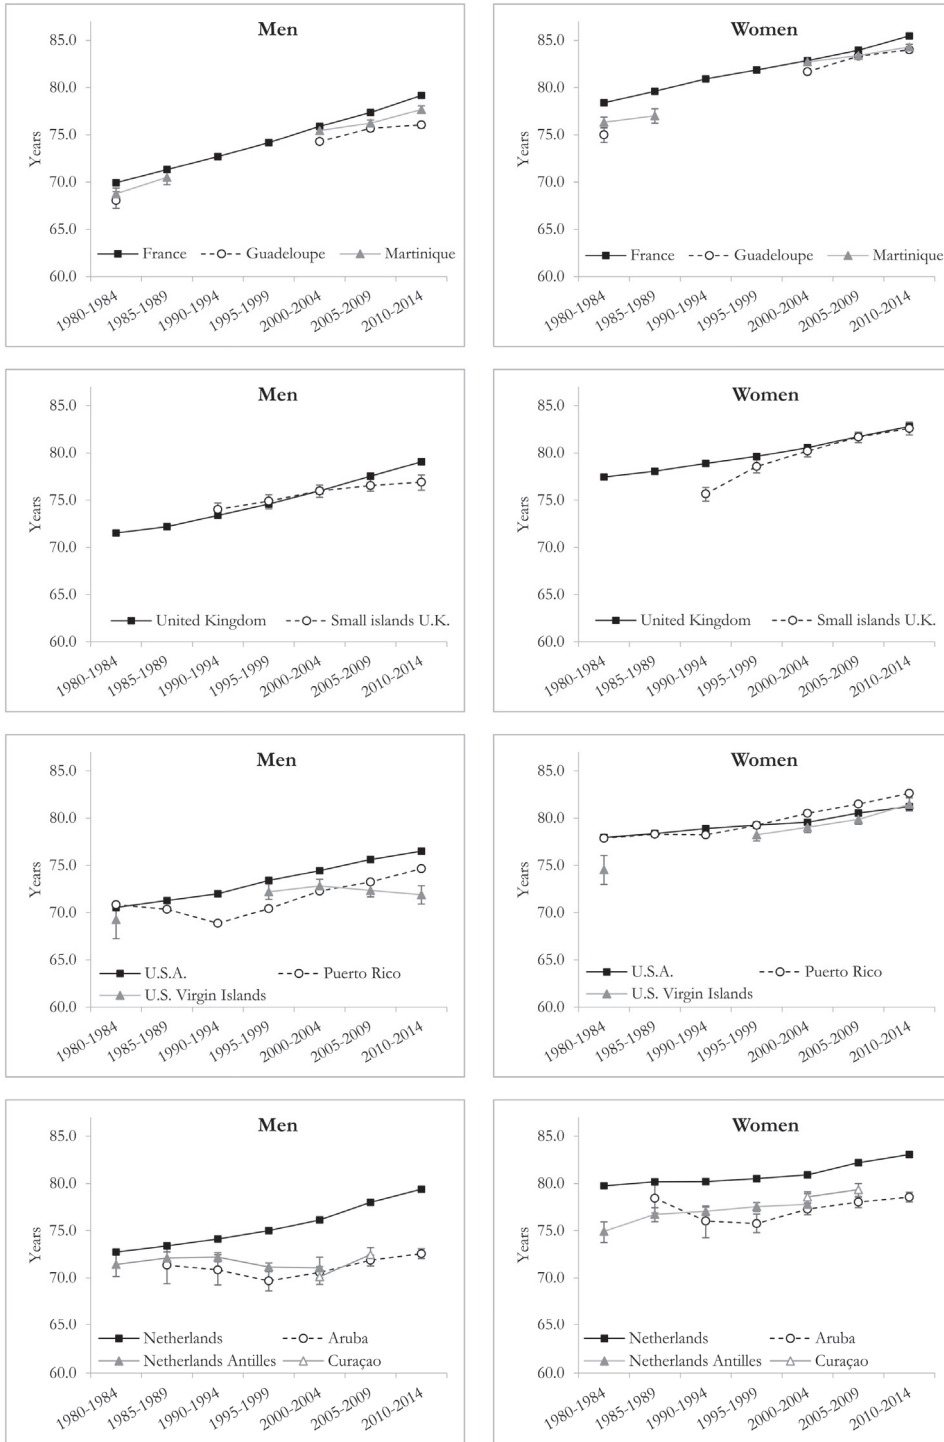 Men
85.0
80.0
75.0
70.0
65.0
60.0
Years
France Guadeloupe Martinique
1980-1984 1985-1989 1990-1994 1995-1999 2000-2004 2005-2009 2010-2014
Women
85.0
80.0
75.0
70.0
65.0
60.0
Years
France Guadeloupe Martinique
1980-1984 1985-1989 1990-1994 1995-1999 2000-2004 2005-2009 2010-2014
Men
85.0
80.0
75.0
70.0
65.0
60.0
Years
United Kingdom Small islands U.K.
1980-1984 1985-1989 1990-1994 1995-1999 2000-2004 2005-2009 2010-2014
Women
85.0
80.0
75.0
70.0
65.0
60.0
Years
United Kingdom Small islands U.K.
1980-1984 1985-1989 1990-1994 1995-1999 2000-2004 2005-2009 2010-2014
Men
85.0
80.0
75.0
70.0
65.0
60.0
Years
U.S.A. Puerto Rico
U.S. Virgin Islands
1980-1984 1985-1989 1990-1994 1995-1999 2000-2004 2005-2009 2010-2014
Women
85.0
80.0
75.0
70.0
65.0
60.0
Years
U.S.A. Puerto Rico
U.S. Virgin Islands
1980-1984 1985-1989 1990-1994 1995-1999 2000-2004 2005-2009 2010-2014
Men
85.0
80.0
75.0
70.0
65.0
60.0
Years
Netherlands Aruba
Netherlands Antilles Curaçao
1980-1984 1985-1989 1990-1994 1995-1999 2000-2004 2005-2009 2010-2014
Women
85.0
80.0
75.0
70.0
65.0
60.0
Years
Netherlands Aruba
Netherlands Antilles Curaçao
1980-1984 1985-1989 1990-1994 1995-1999 2000-2004 2005-2009 2010-2014